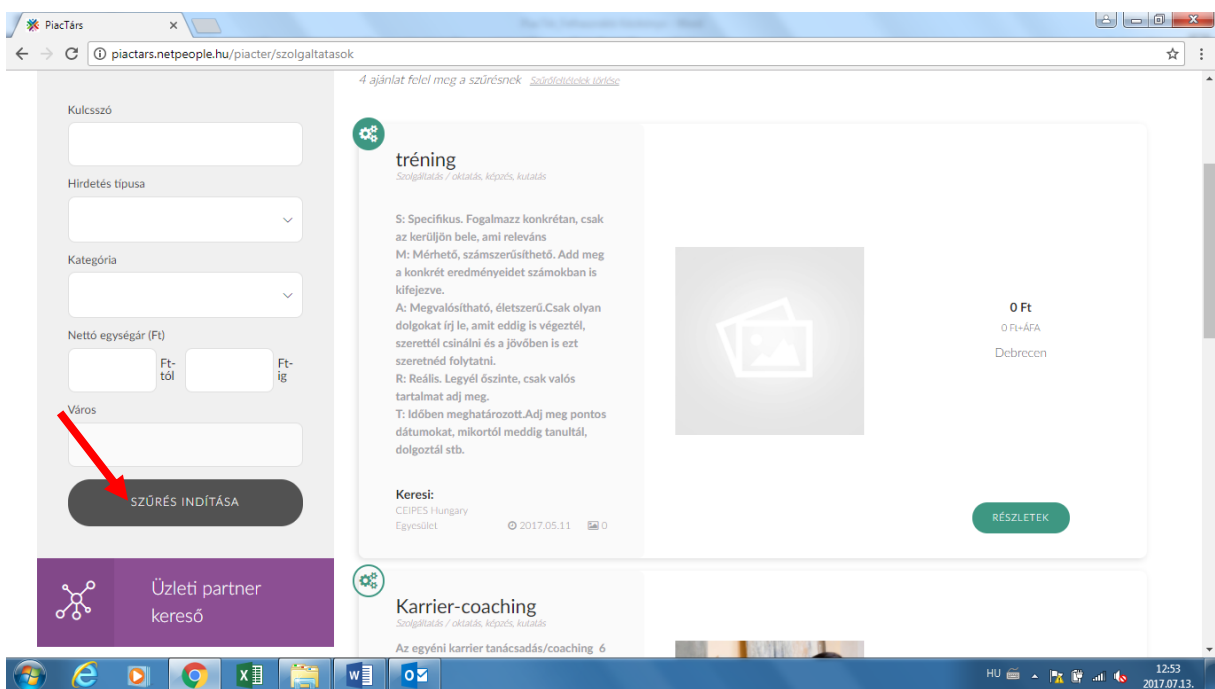 PiacTárs
piactars.netpeople.hu/piacter/szolgaltatasok
4 ajánlat felel meg a szűrésnek Szűrőfeltételek törlése
Kulcsszó
Hirdetés típusa
Kategória
Nettó egységár (Ft)
Ft-
tól
Ft-
ig
Város
SZŰRÉS INDÍTÁSA
Üzleti partner
kereső
tréning
Szolgáltatás / oktatás, képzés, kutatás
S: Specifikus. Fogalmazz konkrétan, csak
az kerüljön bele, ami releváns
M: Mérhető, számszerűsíthető. Add meg
a konkrét eredményeidet számokban is
kifejezve.
A: Megvalósítható, életszerű.Csak olyan
dolgokat írj le, amit eddig is végeztél,
szerettél csinálni és a jövőben is ezt
szeretnéd folytatni.
R: Reális. Legyél őszinte, csak valós
tartalmat adj meg.
T: Időben meghatározott.Adj meg pontos
dátumokat, mikortól meddig tanultál,
dolgoztál stb.
Keresi:
CEIPES Hungary
Egyesület 2017.05.11 0
0 Ft
0 Ft+ÁFA
Debrecen
RÉSZLETEK
Karrier-coaching
Szolgáltatás / oktatás, képzés, kutatás
Az egyéni karrier tanácsadás/coaching 6
HU
12:53
2017.07.13.